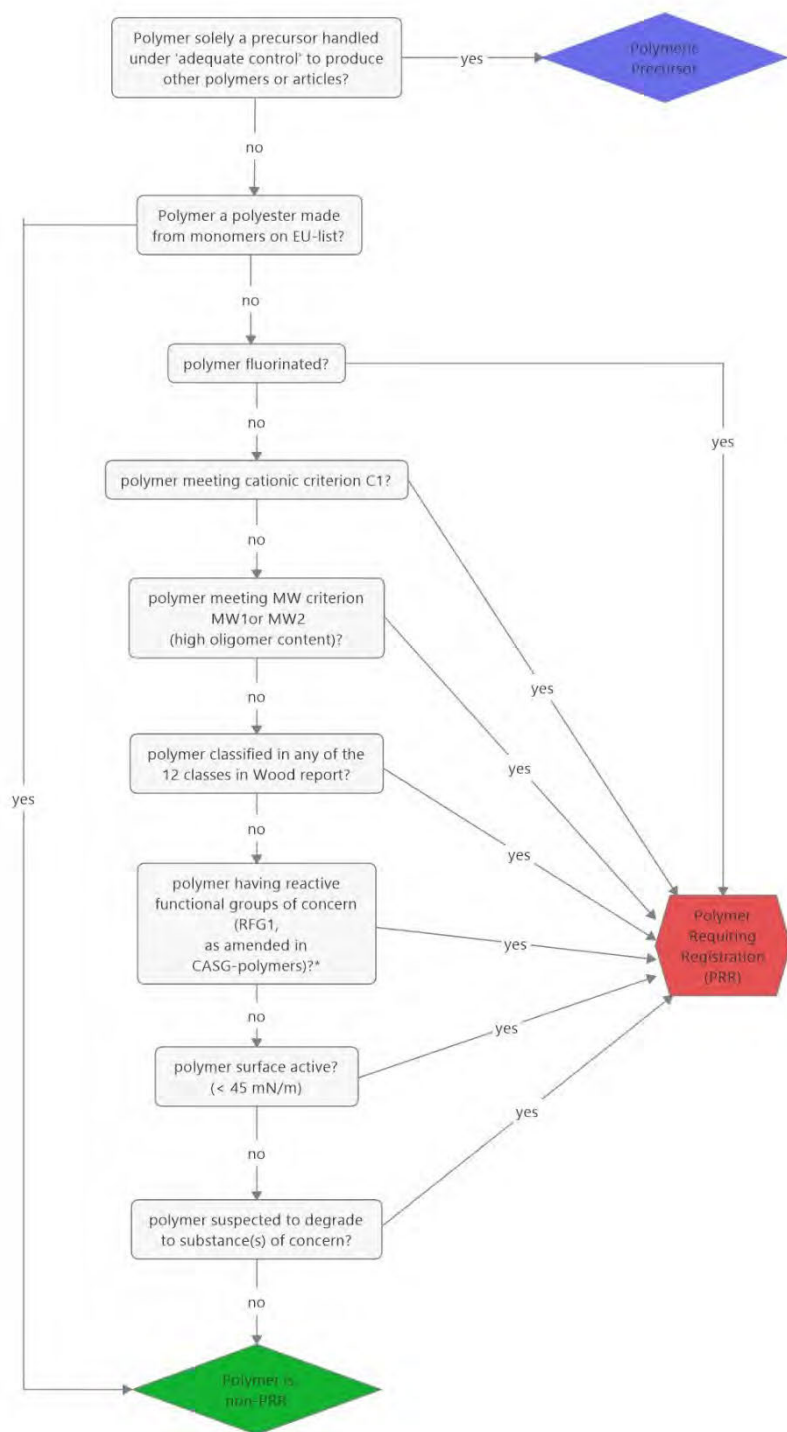 Polymer solely a precursor handled
under 'adequate control' to produce
other polymers or articles?
yes
Polymeric
Precursor
no
Polymer a polyester made
from monomers on EU-list?
no
polymer fluorinated?
no
yes
polymer meeting cationic criterion C1?
no
polymer meeting MW criterion
MW1or MW2
(high oligomer content)?
yes
no
polymer classified in any of the
12 classes in Wood report?
yes
yes
no
yes
polymer having reactive
functional groups of concern
(RFG1,
as amended in
CASG-polymers)?*
yes
Polymer
Requiring
Registration
(PRR)
no
yes
polymer surface active?
(< 45 mN/m)
yes
no
polymer suspected to degrade
to substance(s) of concern?
no
Polymer is
non-PRR